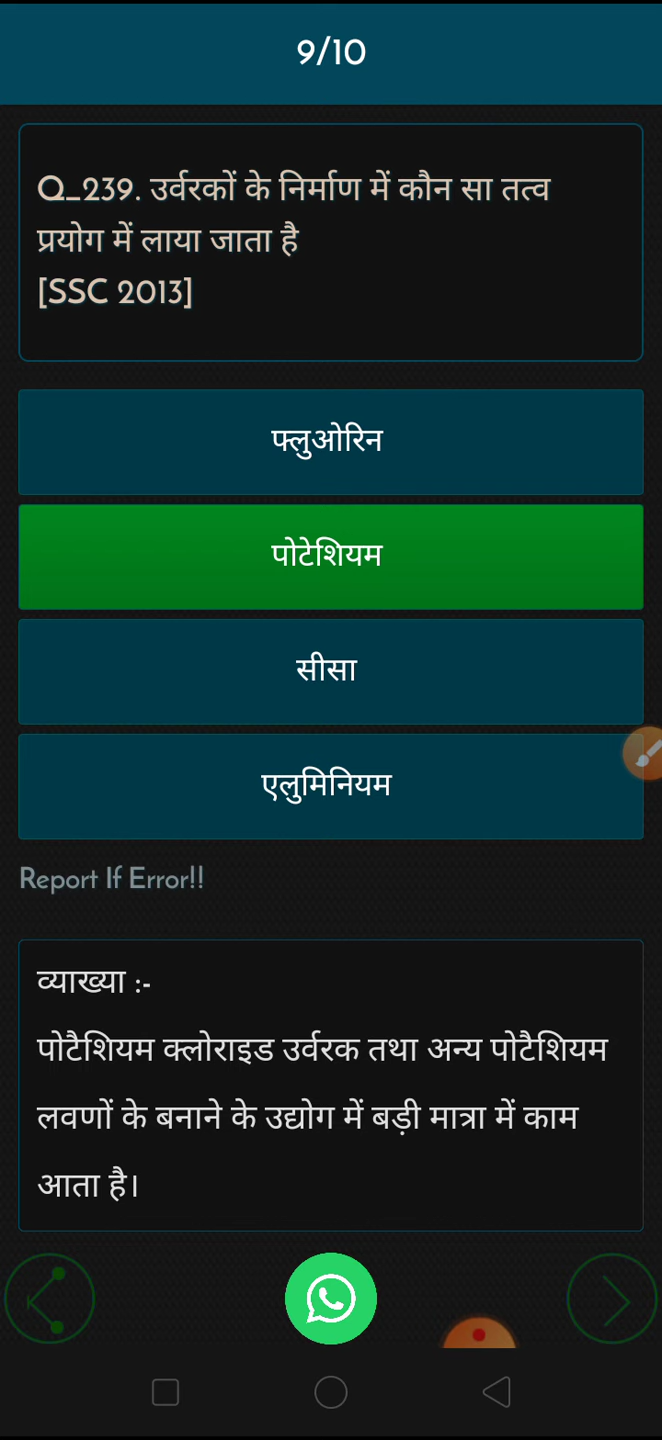 9/10
Q_239. उर्वरकों के निर्माण में कौन सा तत्व
प्रयोग में लाया जाता है
[SSC 2013]
फ्लुओरिन
पोटेशियम
सीसा
एलुमिनियम
Report If Error!!
व्याख्या :-
पोटैशियम क्लोराइड उर्वरक तथा अन्य पोटैशियम
लवणों के बनाने के उद्योग में बड़ी मात्रा में काम
आता है।